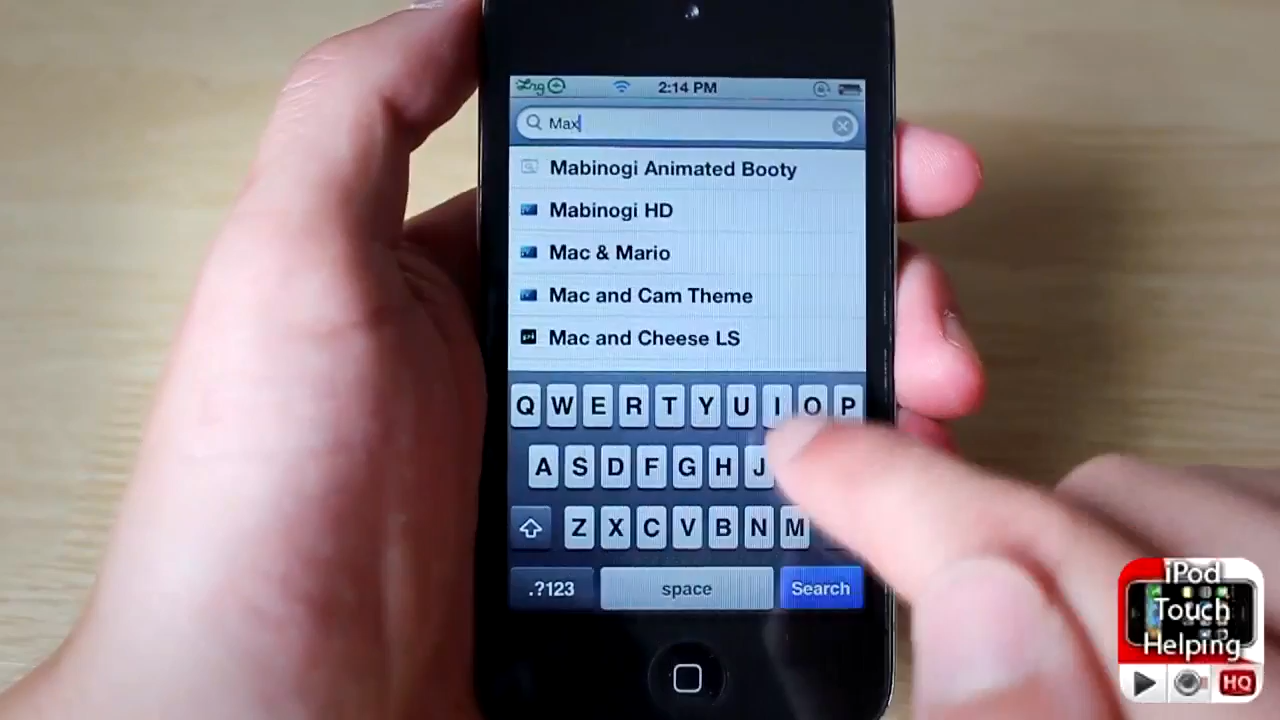 Lrg
2:14 PM
Max
Mabinogi Animated Booty
Mabinogi HD
Mac & Mario
Mac and Cam Theme
Mac and Cheese LS
Q W E R T Y U I O P
A S D F G H J
Z X C V B N M
.?123 space Search
iPod
Touch
Helping
HQ